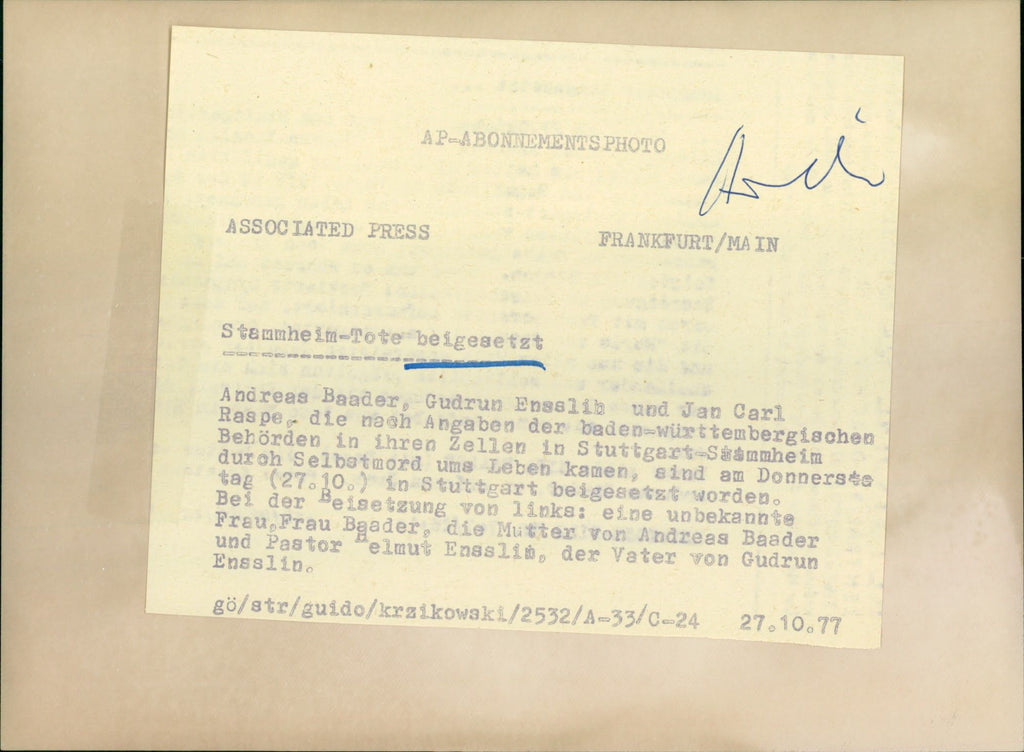 AP-ABONNEMENTSPHOTO
ASSOCIATED PRESS FRANKFURT/MAIN
Stammheim-Tote beigesetzt
Andreas Baader, Gudrun Ensslin und Jan Carl
Raspe, die nach Angaben der baden-württembergischen
Behörden in ihren Zellen in Stuttgart-Stammheim
durch Selbstmord ums Leben kamen, sind am Donnerste
tag (27.10.) in Stuttgart beigesetzt worden.
Bei der Beisetzung von links: eine unbekannte
Frau,Frau Baader, die Mutter von Andreas Baader
und Pastor Helmut Ensslin, der Vater von Gudrun
Ensslin.
gö/str/guido/krzikowski/2532/A-33/C-24 27.10.77